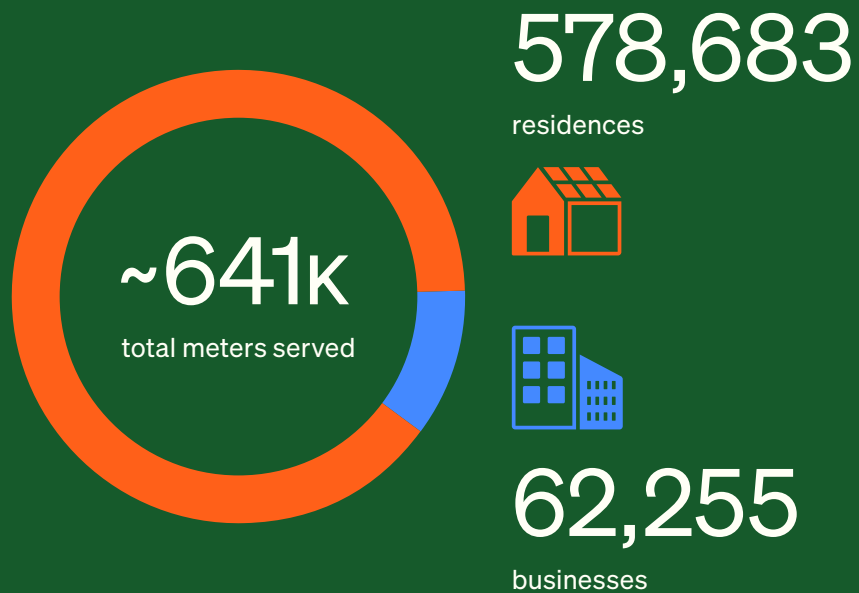 ~641K
total meters served
578,683
residences
62,255
businesses